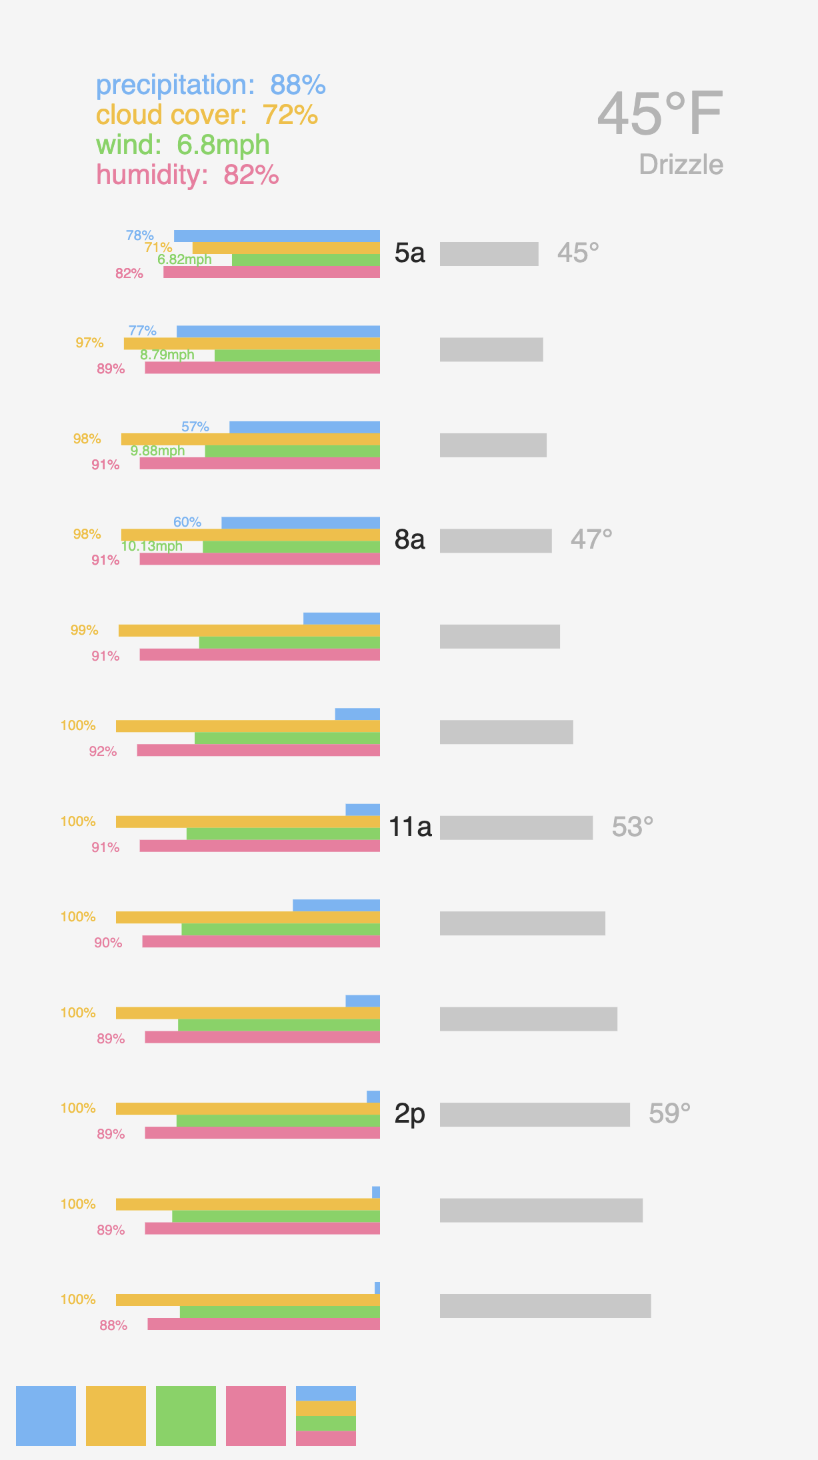 precipitation: 88%
cloud cover: 72%
wind: 6.8mph
humidity: 82%
45°F
Drizzle
78%
71%
6.82mph
82%
5a
45°
77%
97%
8.79mph
89%
57%
98%
9.88mph
91%
60%
98%
10.13mph
91%
8a
47°
99%
91%
100%
92%
100%
91%
11a
53°
100%
90%
100%
89%
100%
89%
2p
59°
100%
89%
100%
88%